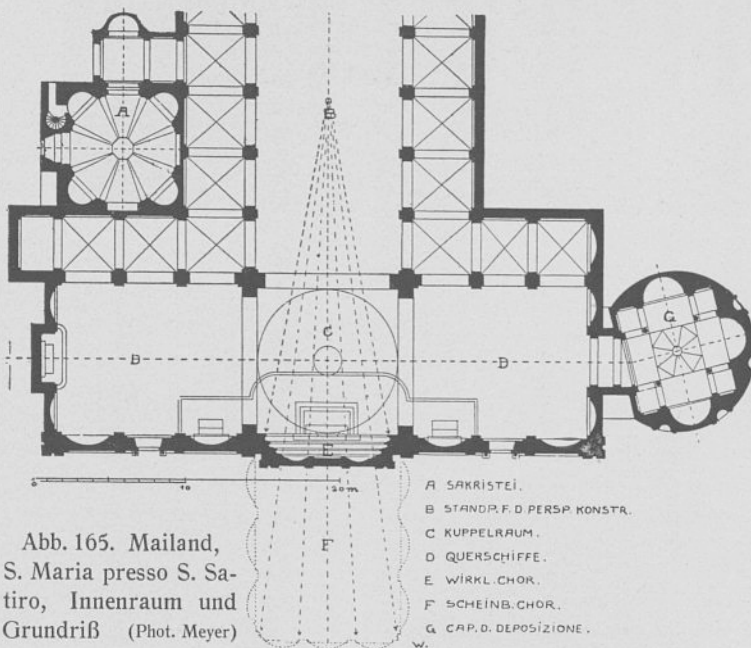 A
B
C
D
D
G
E
F
0
10
20m
A SAKRISTEI.
B STANDP. F. D. PERSP. KONSTR.
C KUPPELRAUM.
D QUERSCHIFFE.
E WIRKL. CHOR.
F SCHEINB. CHOR.
G CAP. D. DEPOSIZIONE.
W.
Abb. 165. Mailand,
S. Maria presso S. Sa-
tiro, Innenraum und
Grundriß (Phot. Meyer)